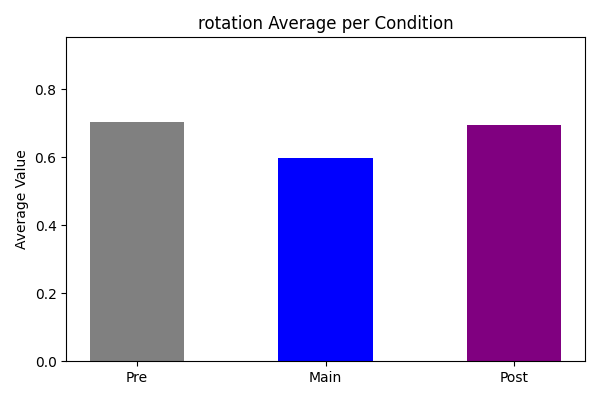 rotation Average per Condition
Average Value
0.8
0.6
0.4
0.2
0.0
Pre
Main
Post